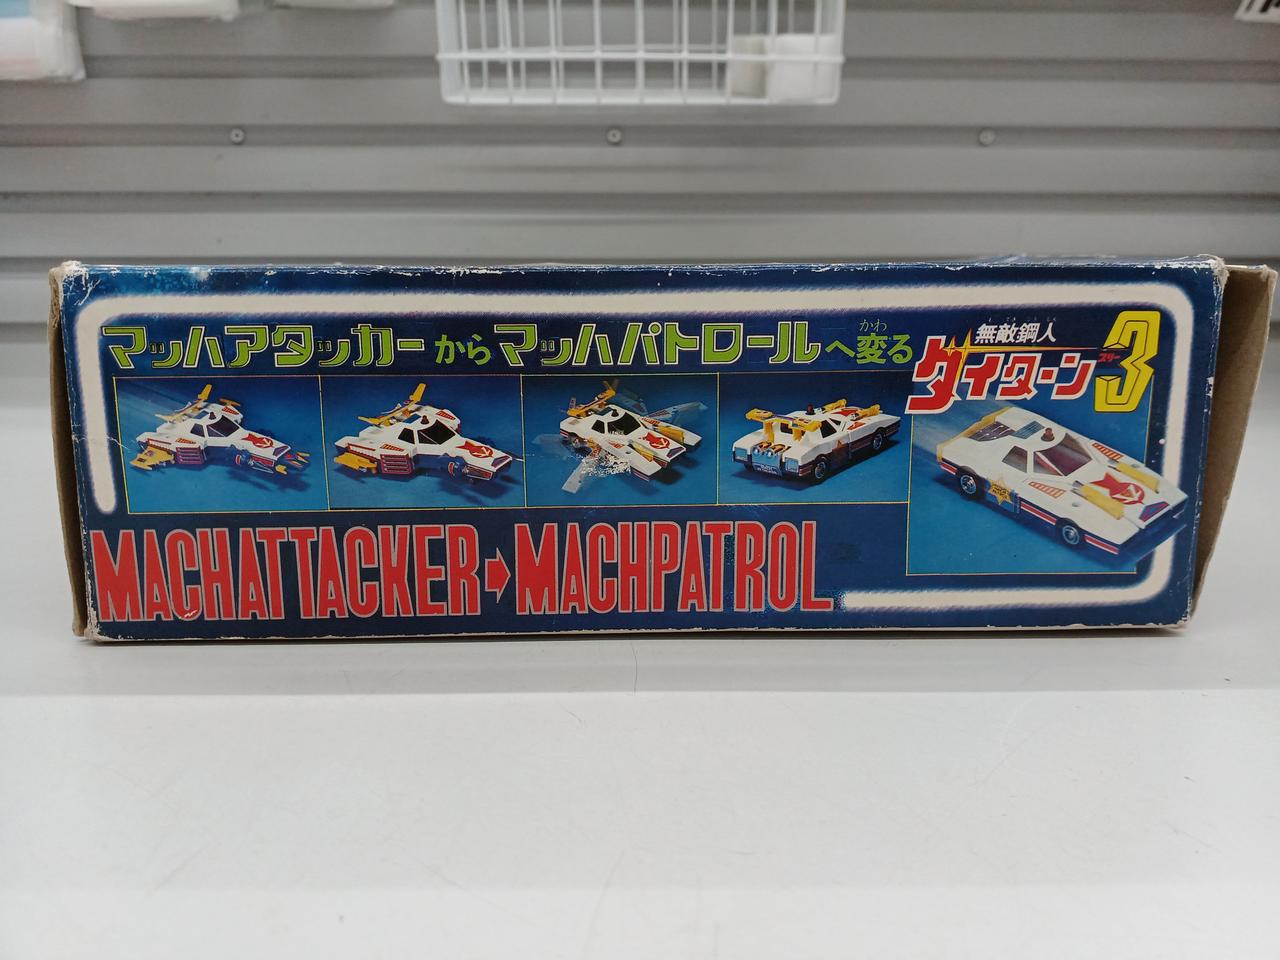 マッハアタッカーからマッハパトロールへ変る
かわ
無敵鋼人
ダイターン3
スリー
MACHATTACKER➡MACHPATROL